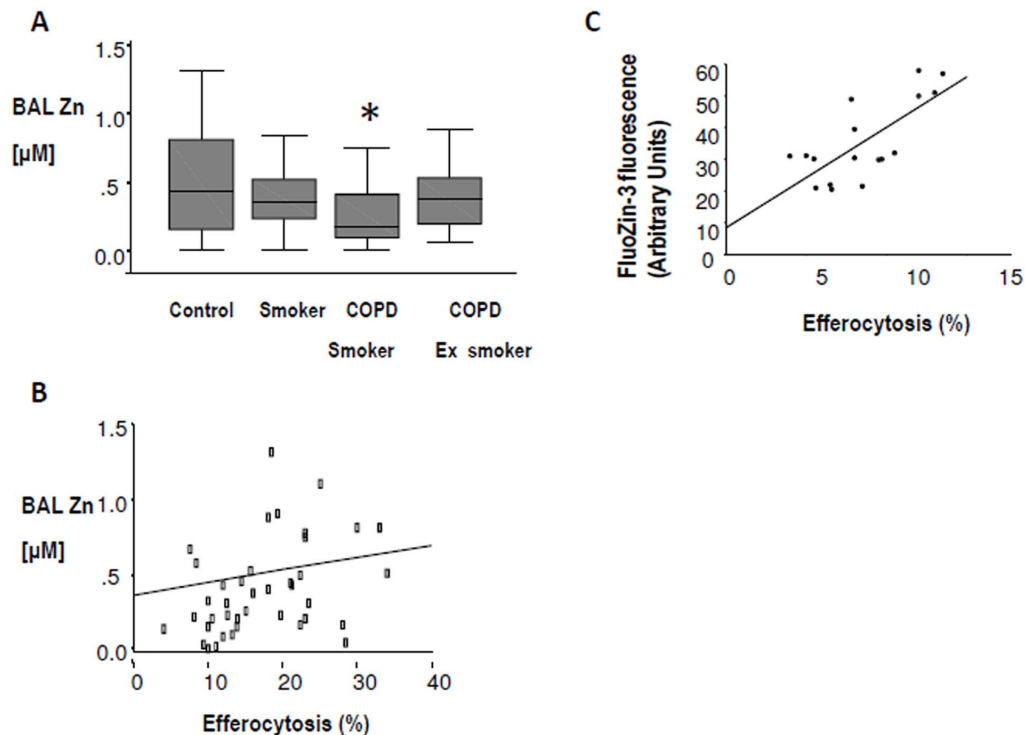 A
1.5
BAL Zn
1.0
[µM]
.5
0.0
Control Smoker COPD COPD
Smoker Ex smoker
*
C
FluoZin-3 fluorescence
(Arbitrary Units)
60
50
40
30
20
10
0
0 5 10 15
Efferocytosis (%)
B
1.5
BAL Zn
1.0
[µM]
.5
0.0
0 10 20 30 40
Efferocytosis (%)